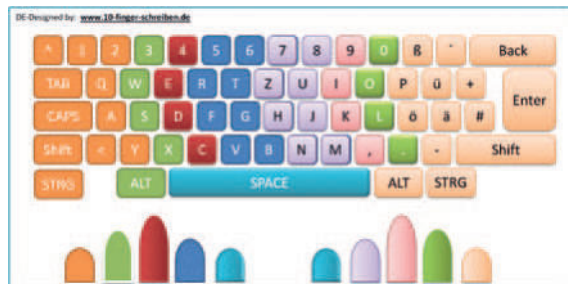 DE-Designed by: www.10-finger-schreiben.de
^ 1 2 3 4 5 6 7 8 9 0 ß ´ Back
TAB Q W E R T Z U I O P ü +
Enter
CAPS A S D F G H J K L ö ä #
Shift < Y X C V B N M , . - Shift
STRG ALT SPACE ALT STRG